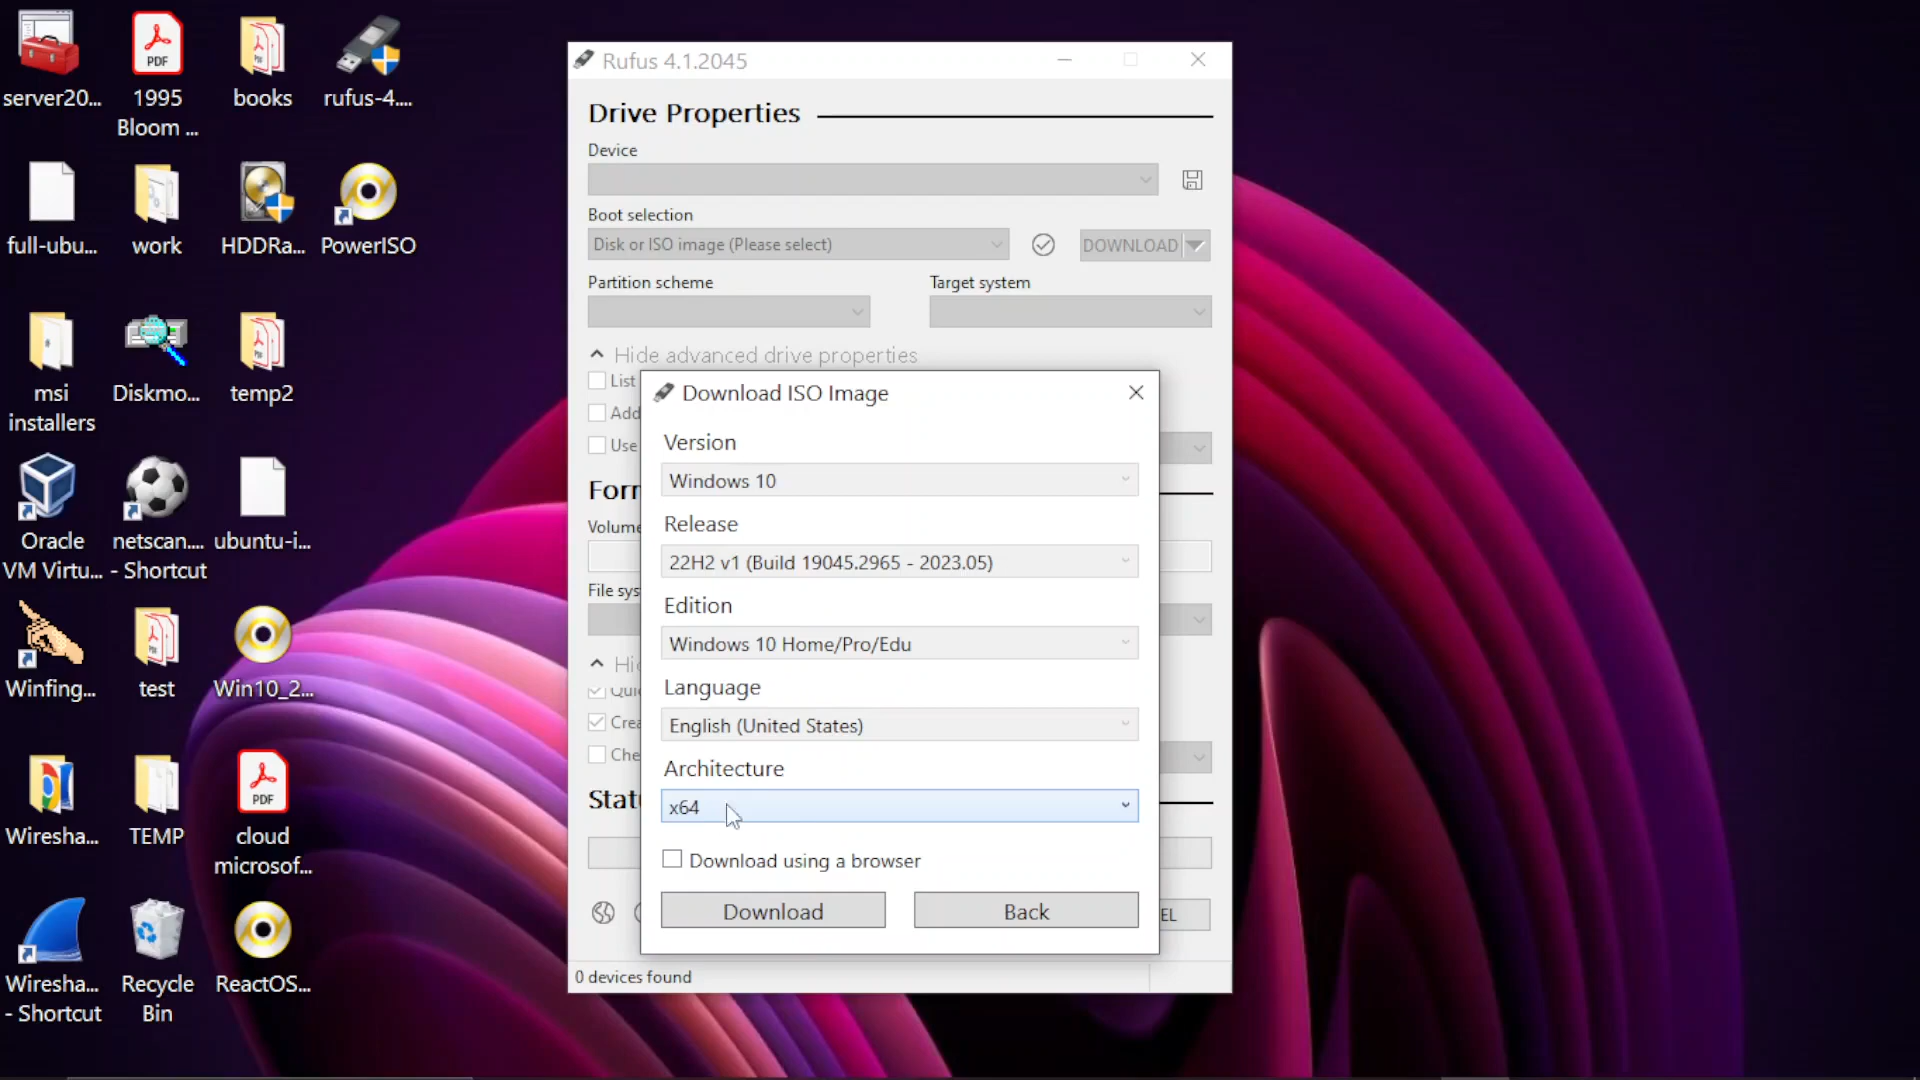 server20...
1995
Bloom ...
books
rufus-4....
full-ubu...
work
HDDRa...
PowerISO
msi
installers
Diskmo...
temp2
Oracle
VM Virtu...
netscan....
- Shortcut
ubuntu-i...
Winfing...
test
Win10_2...
Wiresha...
TEMP
PDF
cloud
microsof...
Wiresha...
- Shortcut
Recycle
Bin
ReactOS...
PDF
Rufus 4.1.2045
Drive Properties
Device
Boot selection
Disk or ISO image (Please select)
DOWNLOAD
Partition scheme
Target system
Hide advanced drive properties
List
Add
Use
Form
Volume
File sys
Hid
Quic
Crea
Che
Statu
EL
0 devices found
Download ISO Image
Version
Windows 10
Release
22H2 v1 (Build 19045.2965 - 2023.05)
Edition
Windows 10 Home/Pro/Edu
Language
English (United States)
Architecture
x64
Download using a browser
Download
Back